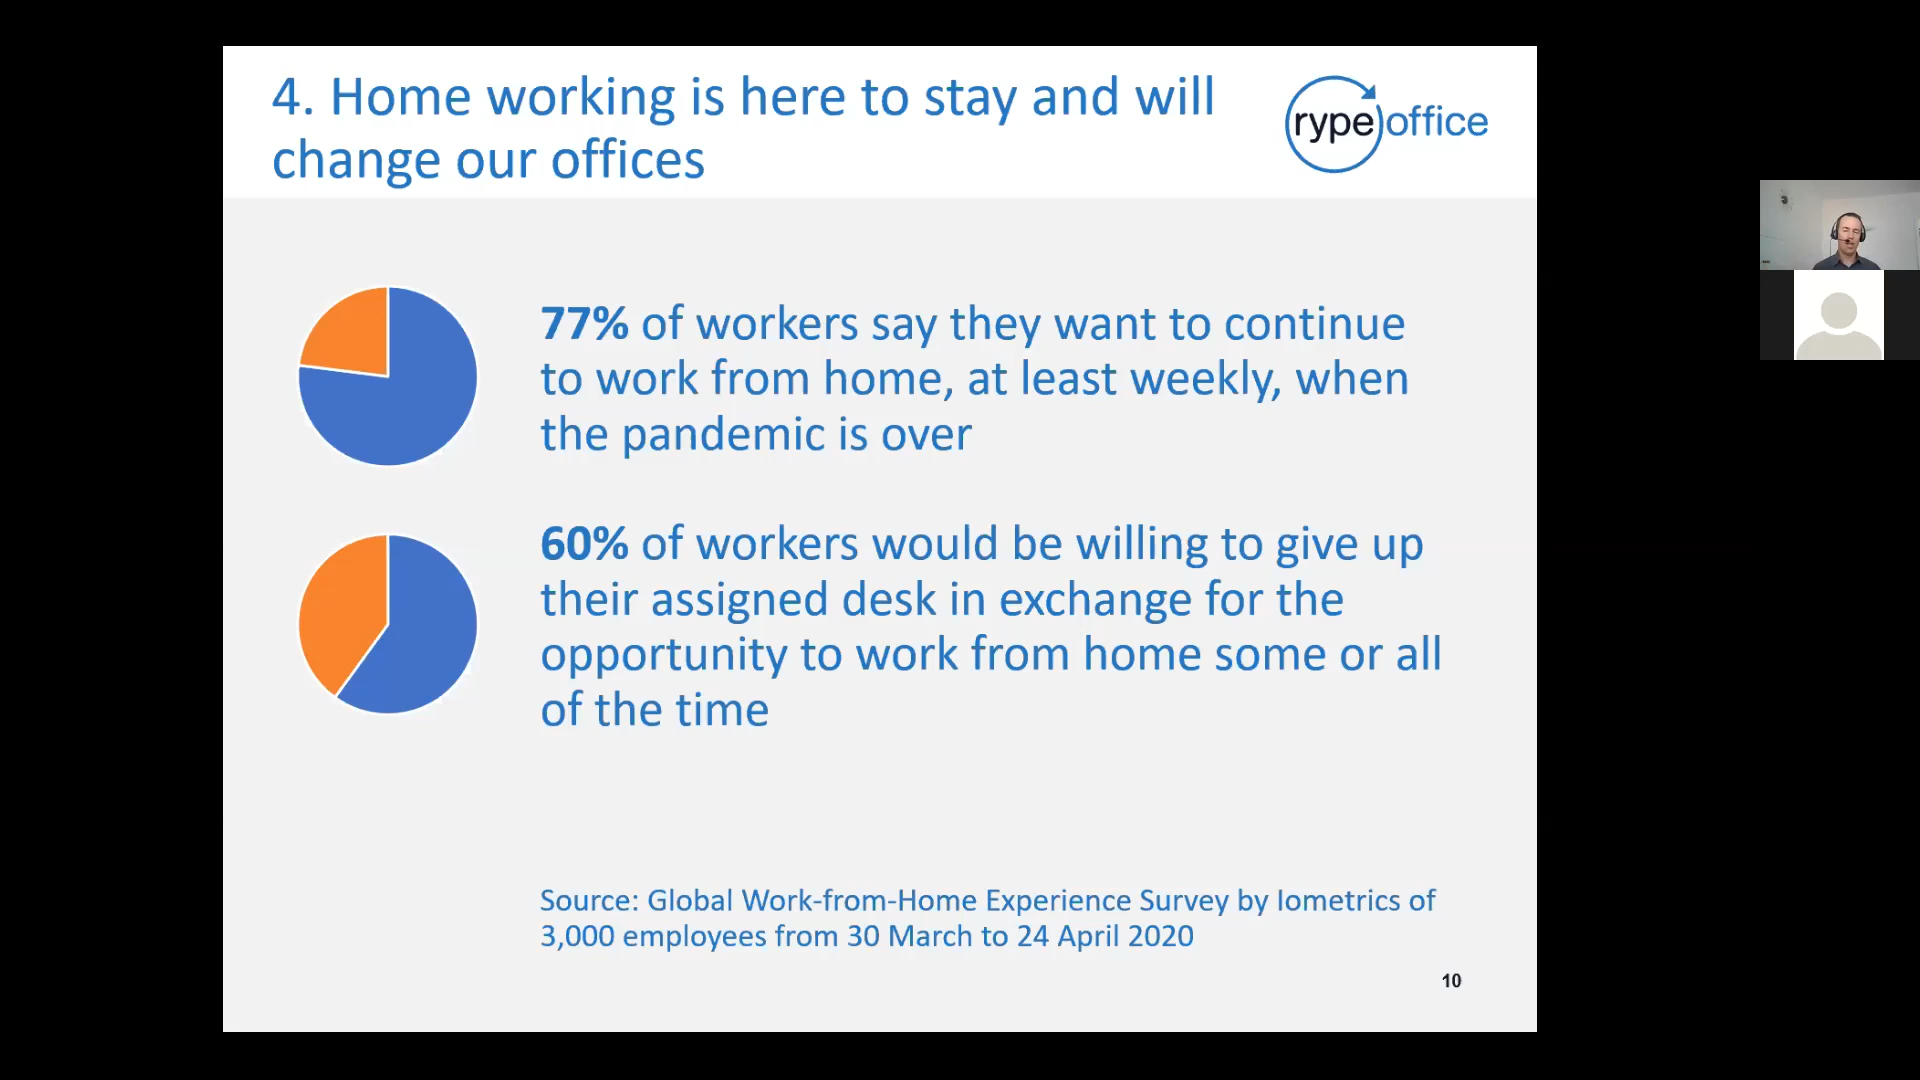 4. Home working is here to stay and will
change our offices
rype office
77% of workers say they want to continue
to work from home, at least weekly, when
the pandemic is over
60% of workers would be willing to give up
their assigned desk in exchange for the
opportunity to work from home some or all
of the time
Source: Global Work-from-Home Experience Survey by Iometrics of
3,000 employees from 30 March to 24 April 2020
10